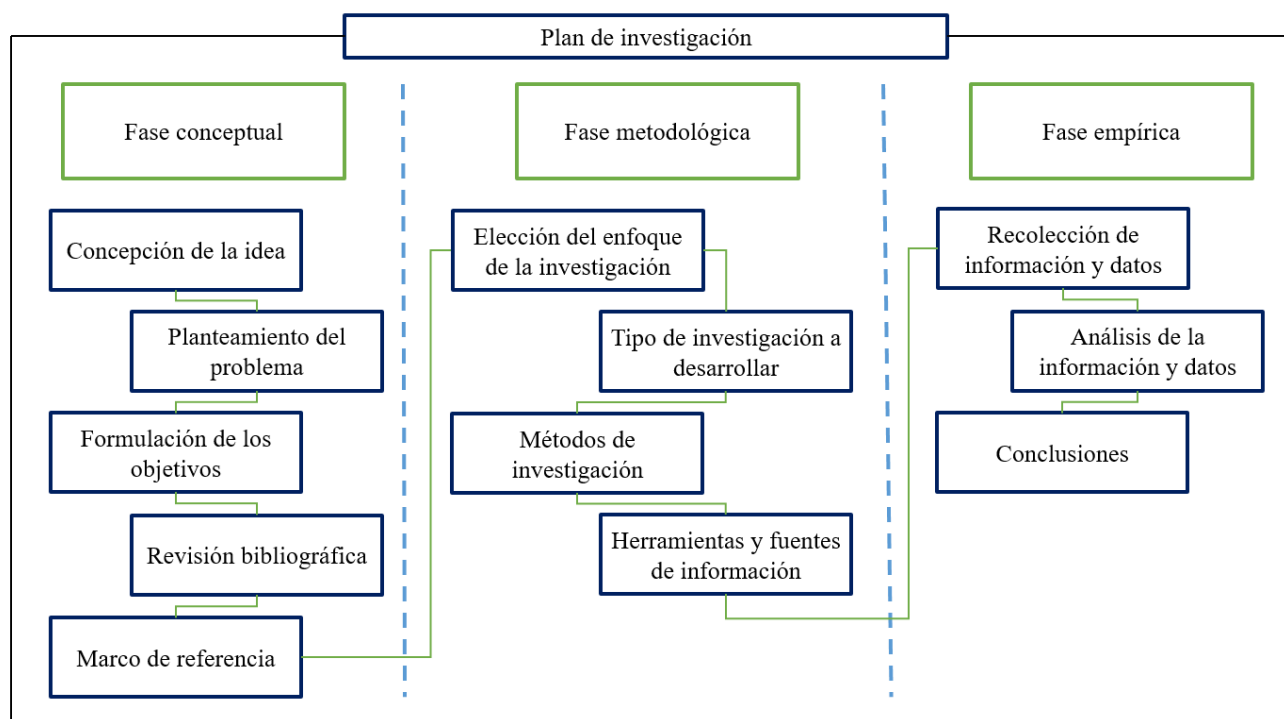 Plan de investigación
Fase conceptual
Concepción de la idea
Planteamiento del
problema
Formulación de los
objetivos
Revisión bibliográfica
Marco de referencia
Fase metodológica
Elección del enfoque
de la investigación
Tipo de investigación a
desarrollar
Métodos de
investigación
Herramientas y fuentes
de información
Fase empírica
Recolección de
información y datos
Análisis de la
información y datos
Conclusiones